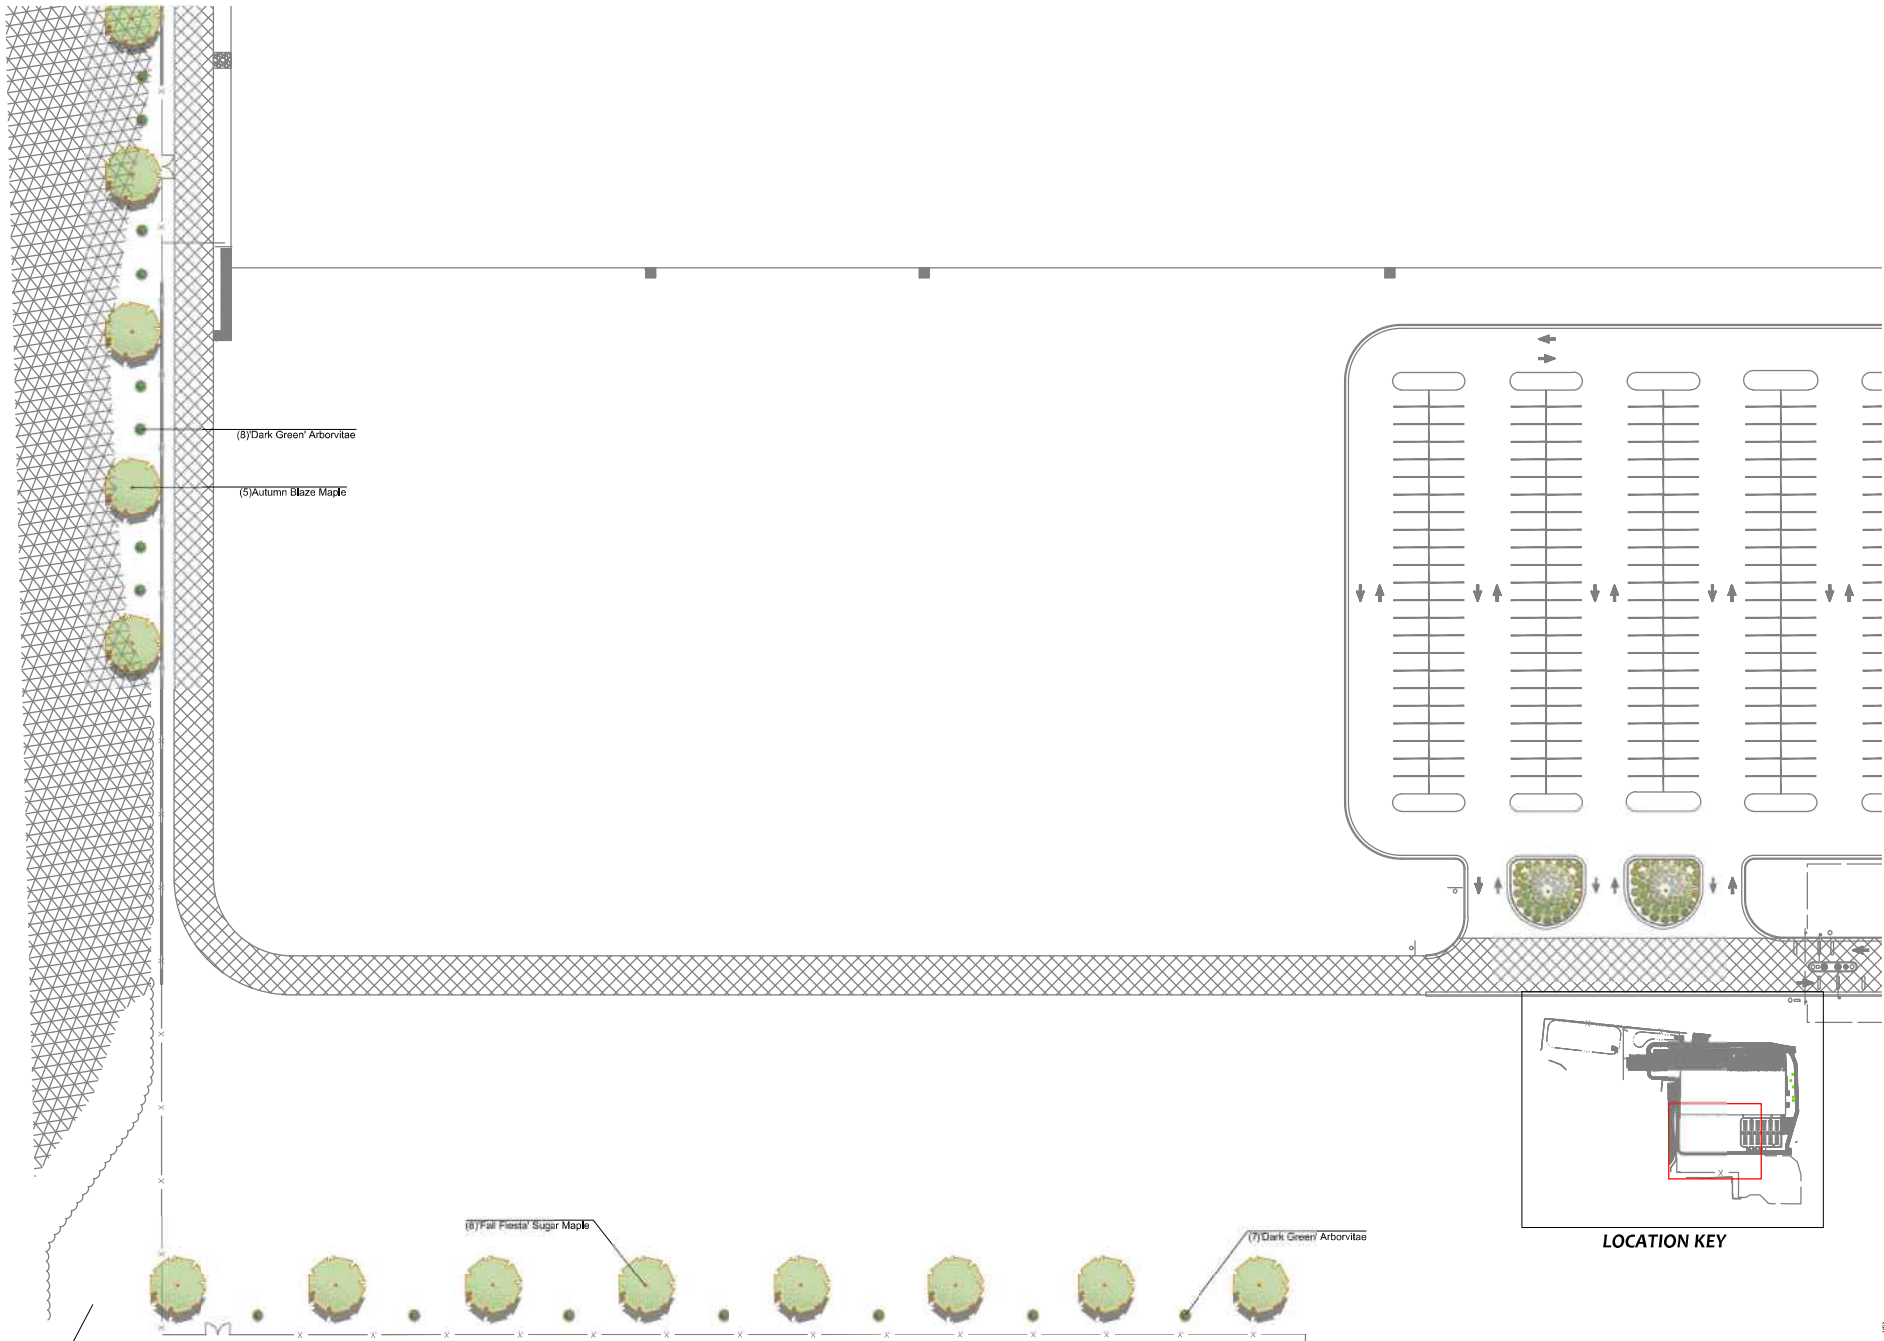 (8)'Dark Green' Arborvitae
(5)Autumn Blaze Maple
(8)'Fall Fiesta' Sugar Maple
(7)'Dark Green' Arborvitae
LOCATION KEY